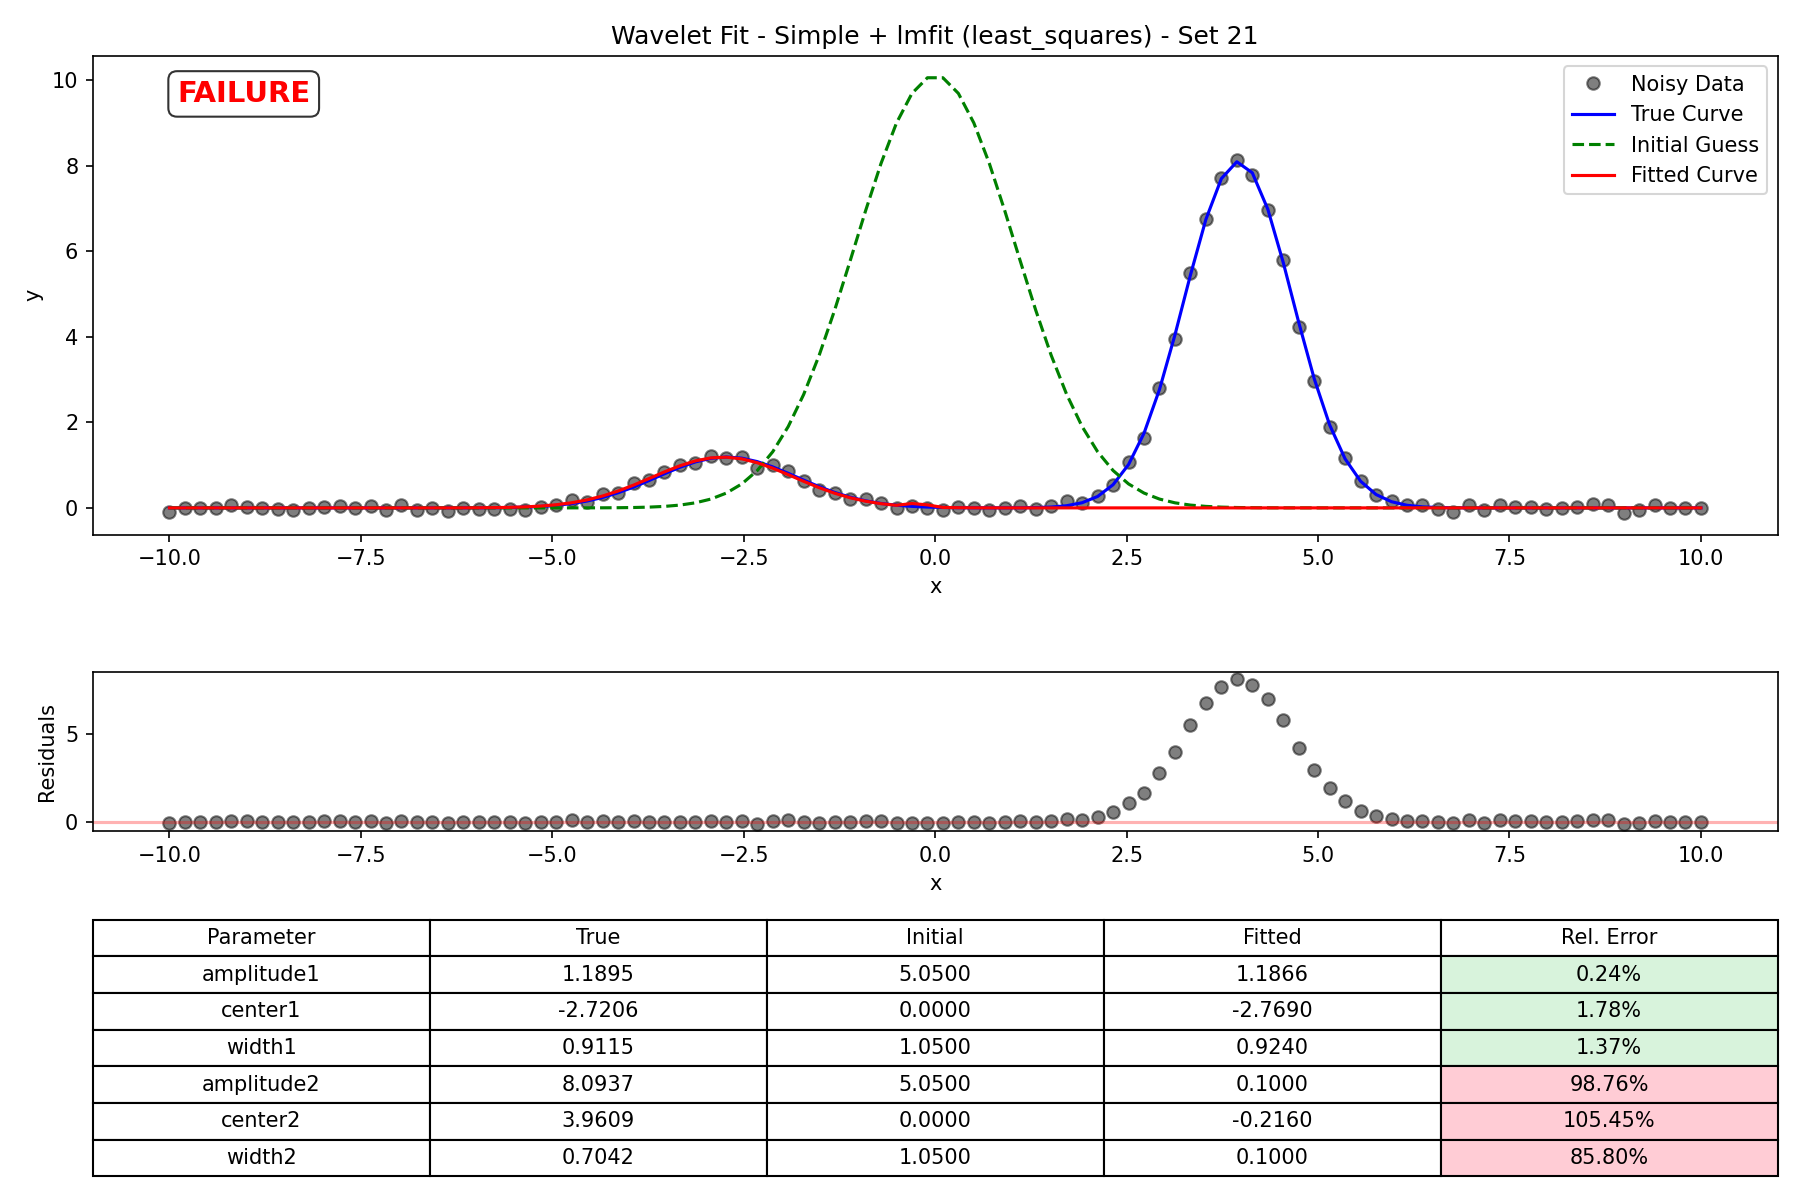 Wavelet Fit - Simple + lmfit (least_squares) - Set 21
FAILURE
Noisy Data
True Curve
Initial Guess
Fitted Curve
10
8
6
4
2
0
y
−10.0 −7.5 −5.0 −2.5 0.0 2.5 5.0 7.5 10.0
x
5
0
Residuals
−10.0 −7.5 −5.0 −2.5 0.0 2.5 5.0 7.5 10.0
x
Parameter True Initial Fitted Rel. Error
amplitude1 1.1895 5.0500 1.1866 0.24%
center1 -2.7206 0.0000 -2.7690 1.78%
width1 0.9115 1.0500 0.9240 1.37%
amplitude2 8.0937 5.0500 0.1000 98.76%
center2 3.9609 0.0000 -0.2160 105.45%
width2 0.7042 1.0500 0.1000 85.80%